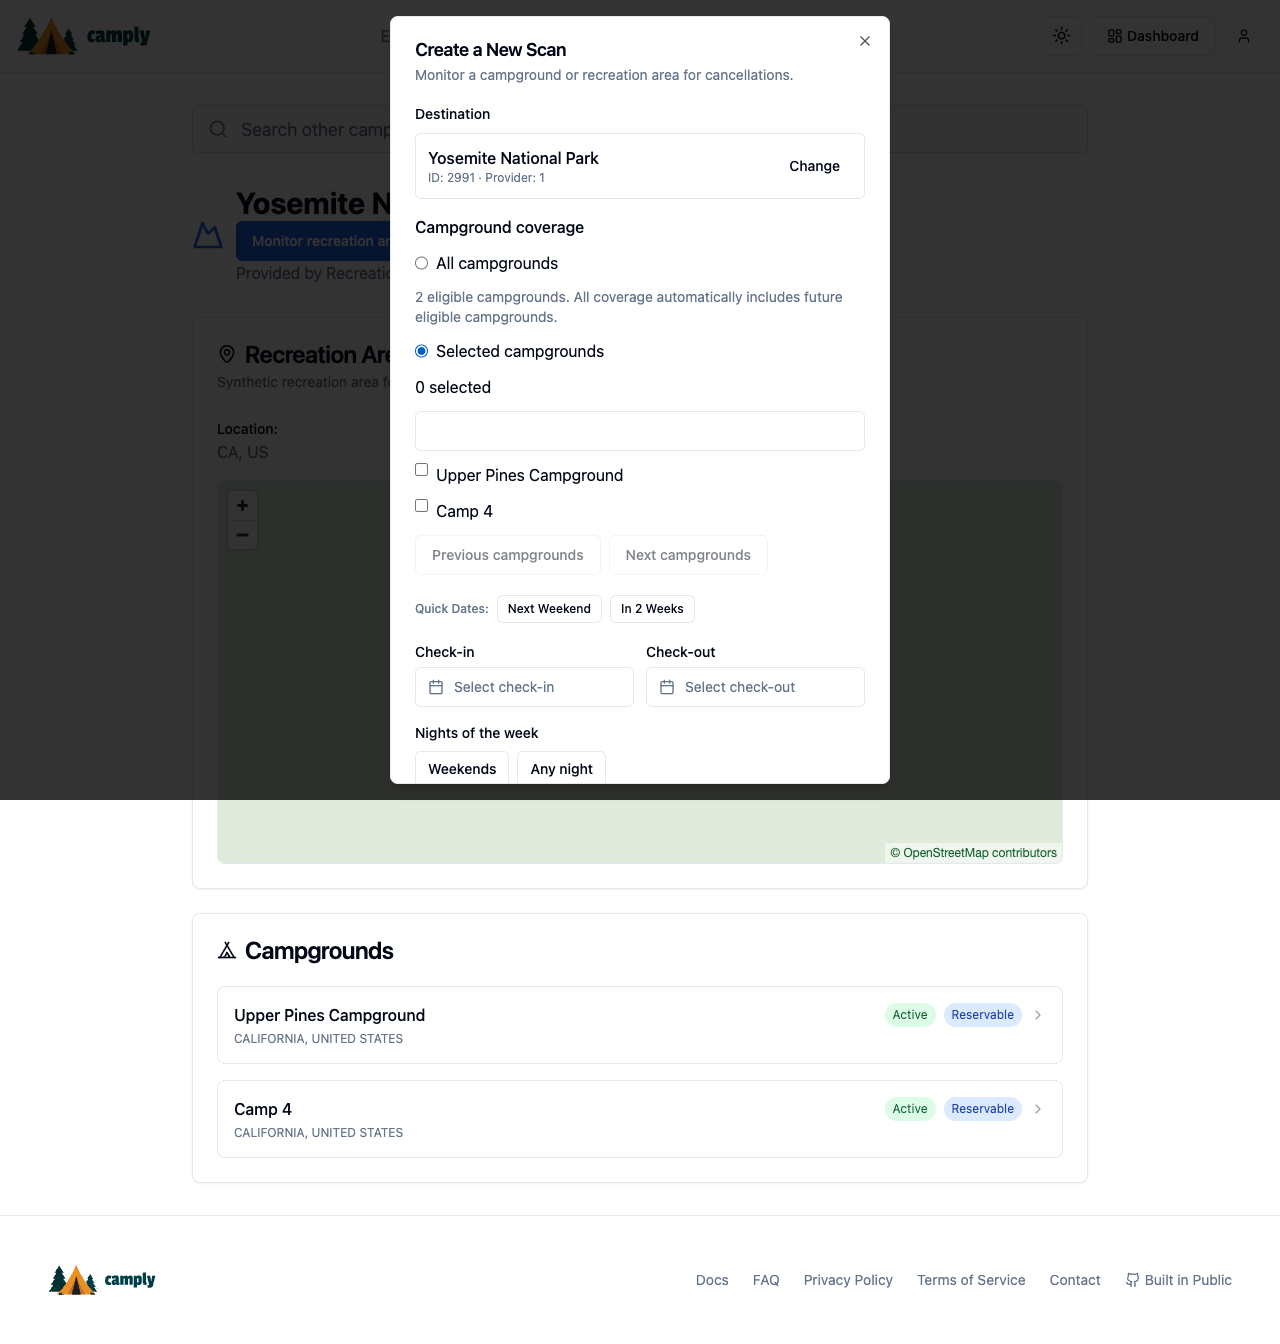 camply
E
Dashboard
Create a New Scan
Monitor a campground or recreation area for cancellations.
Search other camp
Destination
Yosemite National Park
ID: 2991 · Provider: 1
Change
Yosemite N
Monitor recreation ar
Provided by Recreatio
Campground coverage
All campgrounds
2 eligible campgrounds. All coverage automatically includes future
eligible campgrounds.
Selected campgrounds
0 selected
Upper Pines Campground
Camp 4
Previous campgrounds
Next campgrounds
Quick Dates:
Next Weekend
In 2 Weeks
Check-in
Check-out
Select check-in
Select check-out
Nights of the week
Weekends
Any night
Recreation Are
Synthetic recreation area fo
Location:
CA, US
+
−
© OpenStreetMap contributors
Campgrounds
Upper Pines Campground
CALIFORNIA, UNITED STATES
Active
Reservable
Camp 4
CALIFORNIA, UNITED STATES
Active
Reservable
camply
Docs
FAQ
Privacy Policy
Terms of Service
Contact
Built in Public